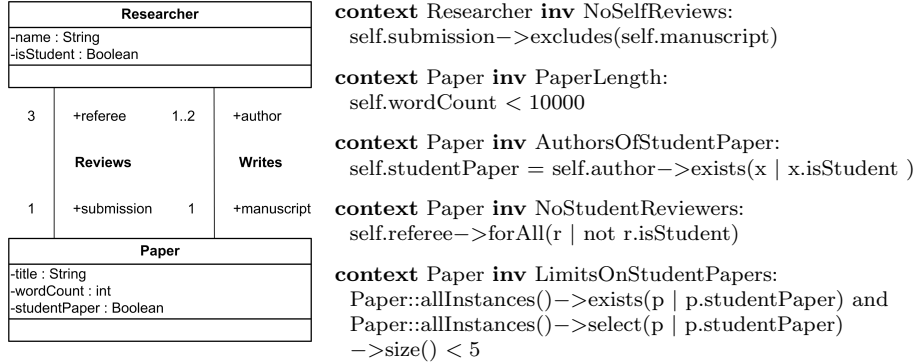 Researcher
-name : String
-isStudent : Boolean
3 +referee 1..2 +author
Reviews Writes
1 +submission 1 +manuscript
Paper
-title : String
-wordCount : int
-studentPaper : Boolean
context Researcher inv NoSelfReviews:
self.submission−>excludes(self.manuscript)
context Paper inv PaperLength:
self.wordCount < 10000
context Paper inv AuthorsOfStudentPaper:
self.studentPaper = self.author−>exists(x | x.isStudent )
context Paper inv NoStudentReviewers:
self.referee−>forAll(r | not r.isStudent)
context Paper inv LimitsOnStudentPapers:
Paper::allInstances()−>exists(p | p.studentPaper) and
Paper::allInstances()−>select(p | p.studentPaper)
−>size() < 5